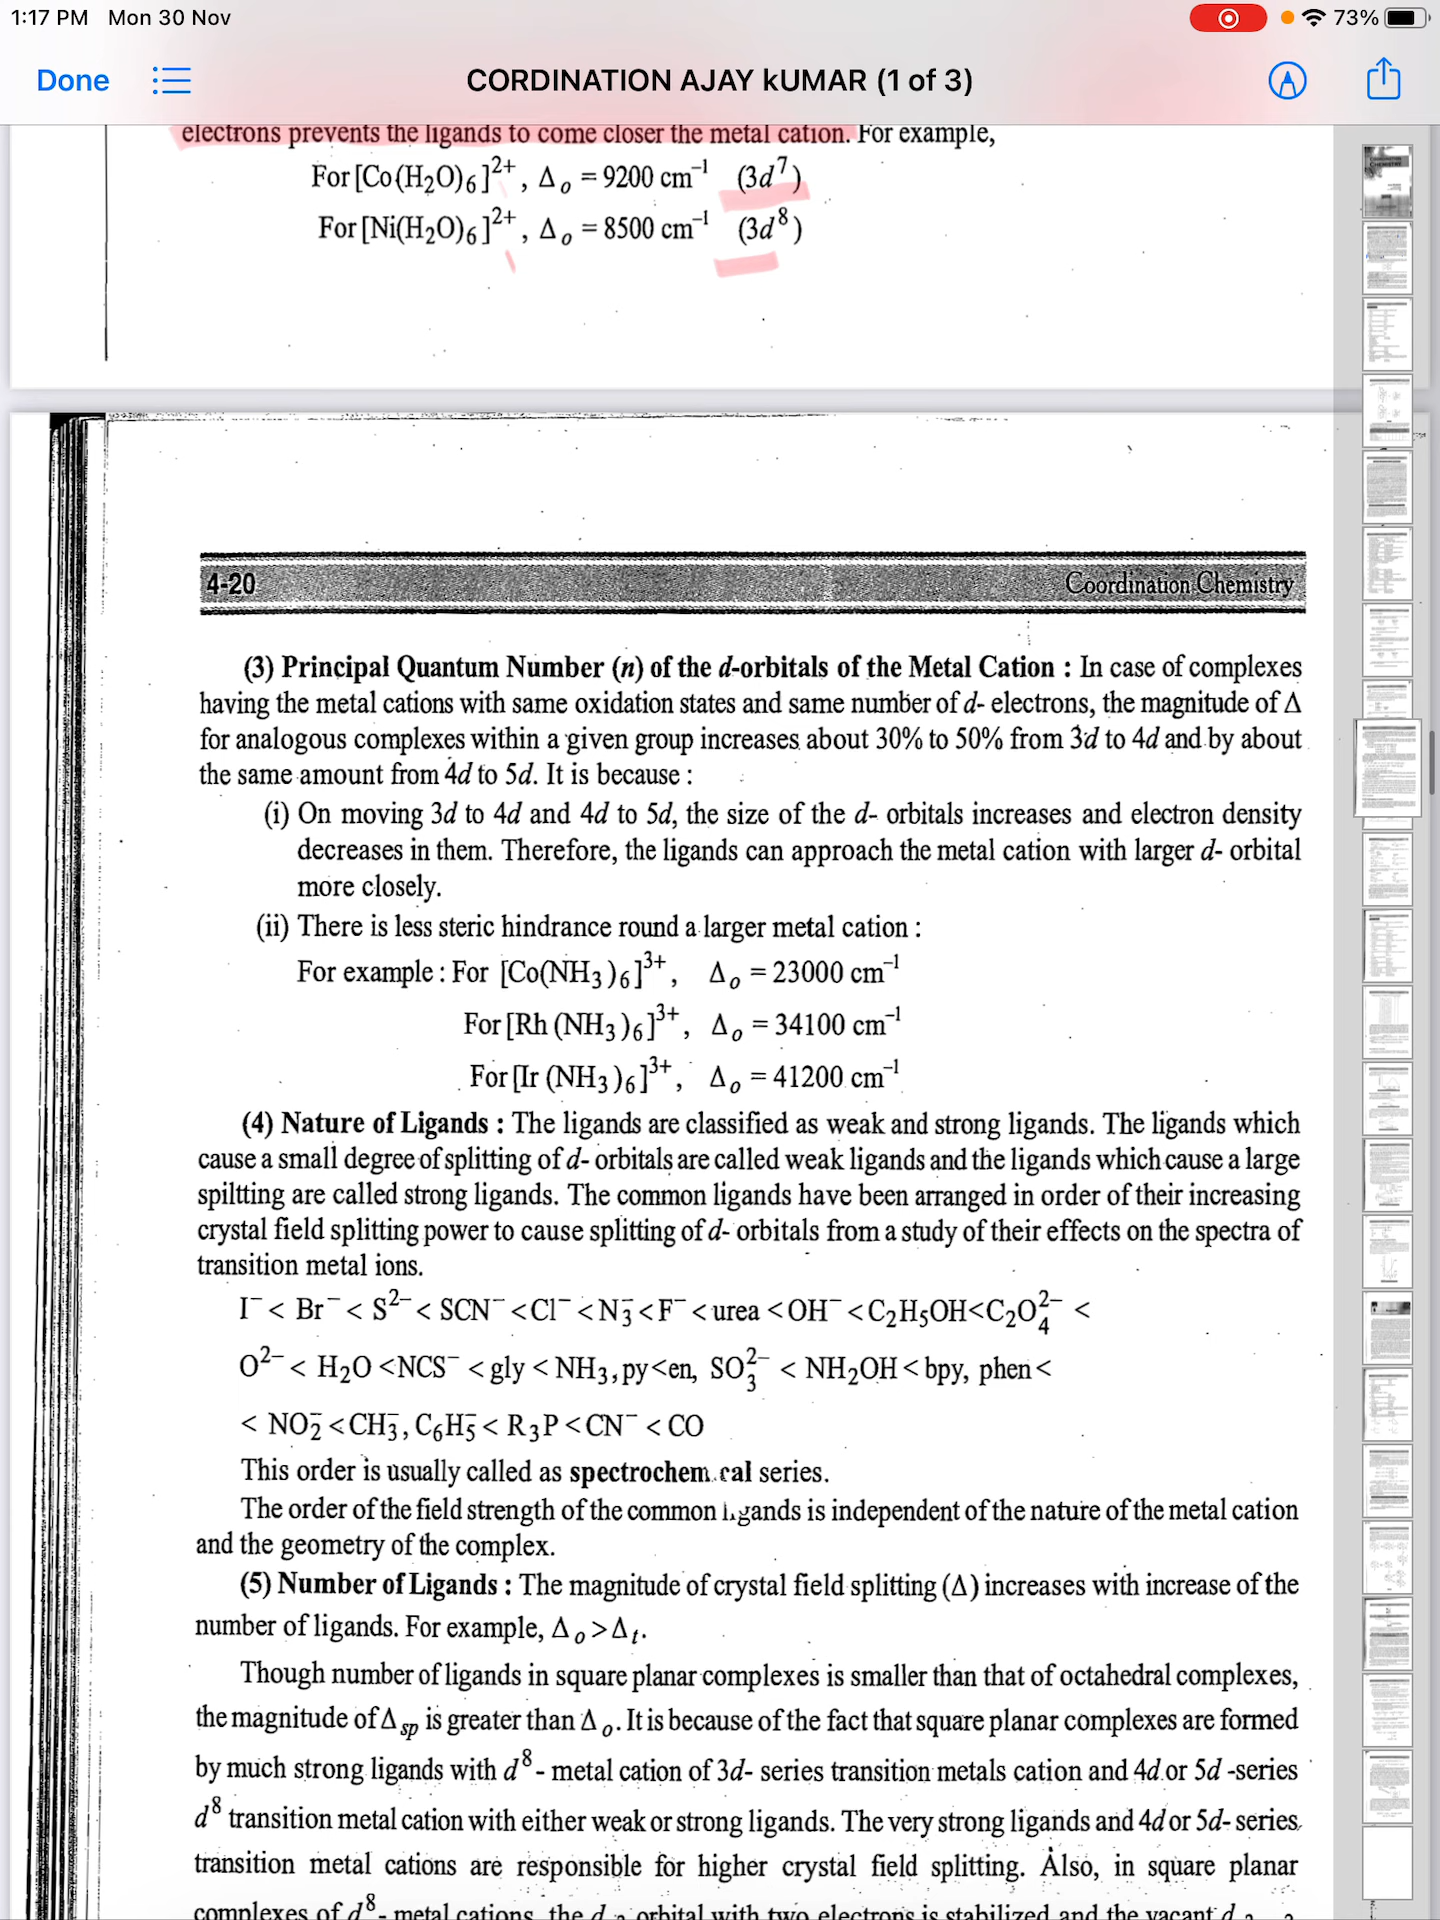 1:17 PM Mon 30 Nov
73%
Done
CORDINATION AJAY kUMAR (1 of 3)
electrons prevents the ligands to come closer the metal cation. For example,
For [Co(H₂O)₆]²⁺, Δₒ = 9200 cm⁻¹ (3d⁷)
For [Ni(H₂O)₆]²⁺, Δₒ = 8500 cm⁻¹ (3d⁸)
4-20
Coordination Chemistry
(3) Principal Quantum Number (n) of the d-orbitals of the Metal Cation : In case of complexes
having the metal cations with same oxidation states and same number of d- electrons, the magnitude of Δ
for analogous complexes within a given group increases about 30% to 50% from 3d to 4d and by about
the same amount from 4d to 5d. It is because :
(i) On moving 3d to 4d and 4d to 5d, the size of the d- orbitals increases and electron density
decreases in them. Therefore, the ligands can approach the metal cation with larger d- orbital
more closely.
(ii) There is less steric hindrance round a larger metal cation :
For example : For [Co(NH₃)₆]³⁺, Δₒ = 23000 cm⁻¹
For [Rh (NH₃)₆]³⁺, Δₒ = 34100 cm⁻¹
For [Ir (NH₃)₆]³⁺, Δₒ = 41200 cm⁻¹
(4) Nature of Ligands : The ligands are classified as weak and strong ligands. The ligands which
cause a small degree of splitting of d- orbitals are called weak ligands and the ligands which cause a large
spiltting are called strong ligands. The common ligands have been arranged in order of their increasing
crystal field splitting power to cause splitting of d- orbitals from a study of their effects on the spectra of
transition metal ions.
I⁻ < Br⁻ < S²⁻ < SCN⁻ < Cl⁻ < N₃⁻ < F⁻ < urea < OH⁻ < C₂H₅OH < C₂O₄²⁻ <
O²⁻ < H₂O < NCS⁻ < gly < NH₃, py < en, SO₃²⁻ < NH₂OH < bpy, phen <
< NO₂⁻ < CH₃⁻, C₆H₅⁻ < R₃P < CN⁻ < CO
This order is usually called as spectrochem cal series.
The order of the field strength of the common ligands is independent of the nature of the metal cation
and the geometry of the complex.
(5) Number of Ligands : The magnitude of crystal field splitting (Δ) increases with increase of the
number of ligands. For example, Δₒ > Δₜ.
Though number of ligands in square planar complexes is smaller than that of octahedral complexes,
the magnitude of Δₛₚ is greater than Δₒ. It is because of the fact that square planar complexes are formed
by much strong ligands with d⁸ - metal cation of 3d- series transition metals cation and 4d or 5d -series
d⁸ transition metal cation with either weak or strong ligands. The very strong ligands and 4d or 5d- series
transition metal cations are responsible for higher crystal field splitting. Also, in square planar
complexes of d⁸- metal cations, the d orbital with two electrons is stabilized and the vacant d